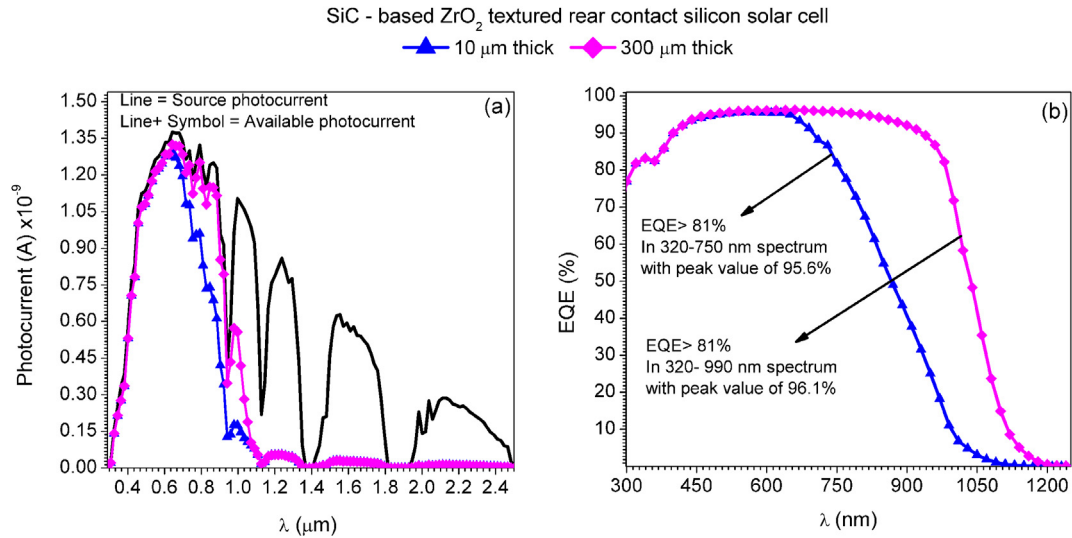 SiC - based ZrO₂ textured rear contact silicon solar cell
10 μm thick 300 μm thick
(a)
Line = Source photocurrent
Line+ Symbol = Available photocurrent
Photocurrent (A) x10⁻⁹
1.50
1.35
1.20
1.05
0.90
0.75
0.60
0.45
0.30
0.15
0.00
0.4 0.6 0.8 1.0 1.2 1.4 1.6 1.8 2.0 2.2 2.4
λ (μm)
(b)
EQE (%)
100
90
80
70
60
50
40
30
20
10
EQE> 81%
In 320-750 nm spectrum
with peak value of 95.6%
EQE> 81%
In 320- 990 nm spectrum
with peak value of 96.1%
300 450 600 750 900 1050 1200
λ (nm)